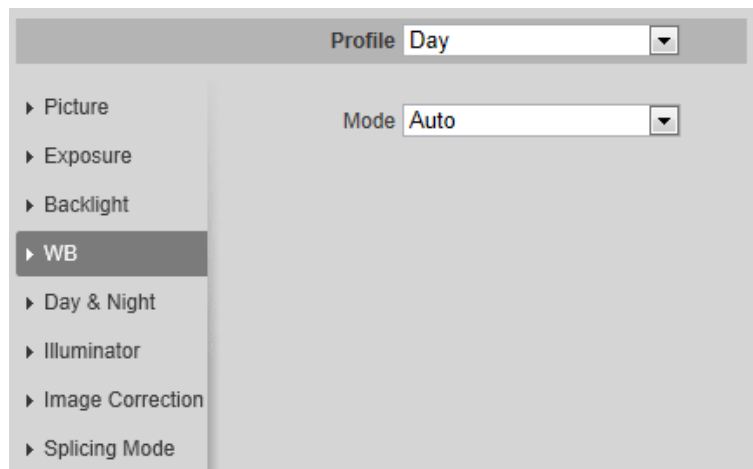 Profile Day
Picture
Mode Auto
Exposure
Backlight
WB
Day & Night
Illuminator
Image Correction
Splicing Mode